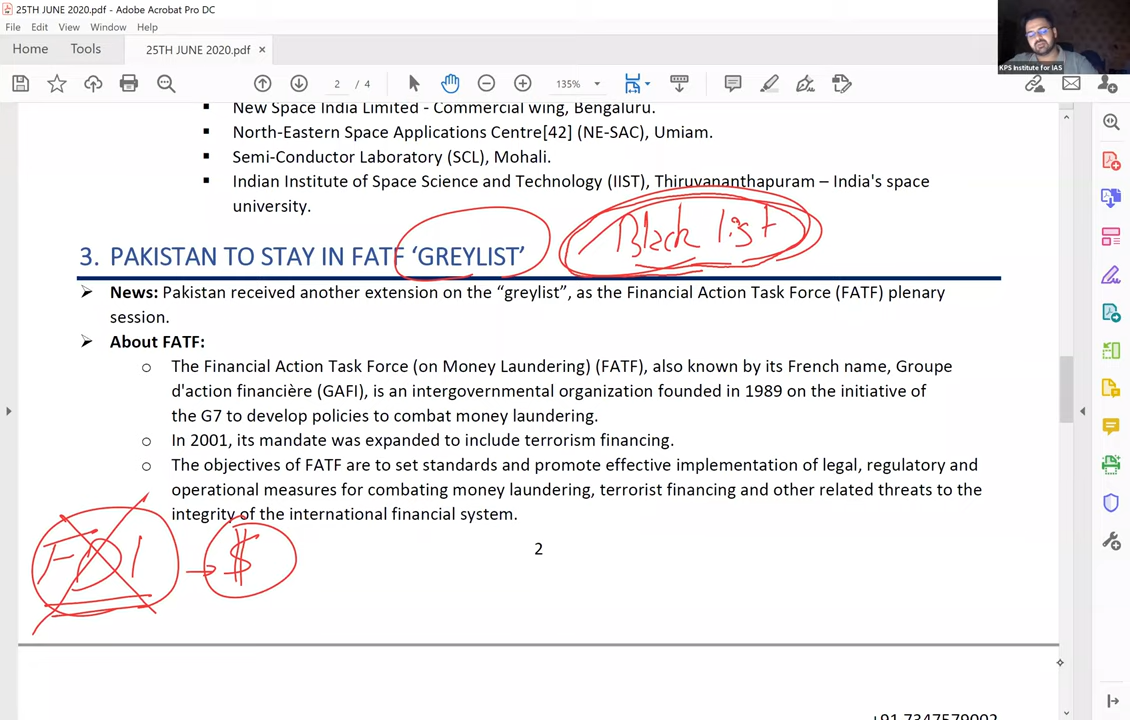 25TH JUNE 2020.pdf - Adobe Acrobat Pro DC
File Edit View Window Help
Home Tools 25TH JUNE 2020.pdf ×
2 / 4 135%
KPS Institute for IAS
▪ New Space India Limited - Commercial wing, Bengaluru.
▪ North-Eastern Space Applications Centre[42] (NE-SAC), Umiam.
▪ Semi-Conductor Laboratory (SCL), Mohali.
▪ Indian Institute of Space Science and Technology (IIST), Thiruvananthapuram – India's space
university.
Black list
3. PAKISTAN TO STAY IN FATF ‘GREYLIST’
➢ News: Pakistan received another extension on the “greylist”, as the Financial Action Task Force (FATF) plenary
session.
➢ About FATF:
o The Financial Action Task Force (on Money Laundering) (FATF), also known by its French name, Groupe
d'action financière (GAFI), is an intergovernmental organization founded in 1989 on the initiative of
the G7 to develop policies to combat money laundering.
o In 2001, its mandate was expanded to include terrorism financing.
o The objectives of FATF are to set standards and promote effective implementation of legal, regulatory and
operational measures for combating money laundering, terrorist financing and other related threats to the
integrity of the international financial system.
FDI → $
2
+91 7347579002